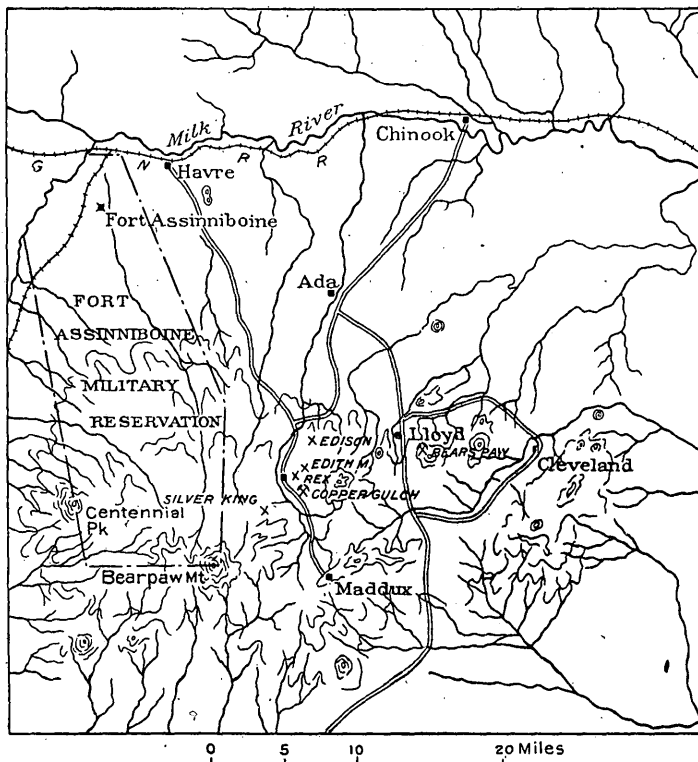 Milk River
Chinook
G N R R
Havre
Fort Assinniboine
Ada
FORT
ASSINNIBOINE
MILITARY
RESERVATION
EDISON
Lloyd
BEARS PAW
EDITH M.
Cleveland
REX
SILVER KING
COPPER GULCH
Centennial
Pk
Bearpaw Mt.
Maddux
0 5 10 20 Miles